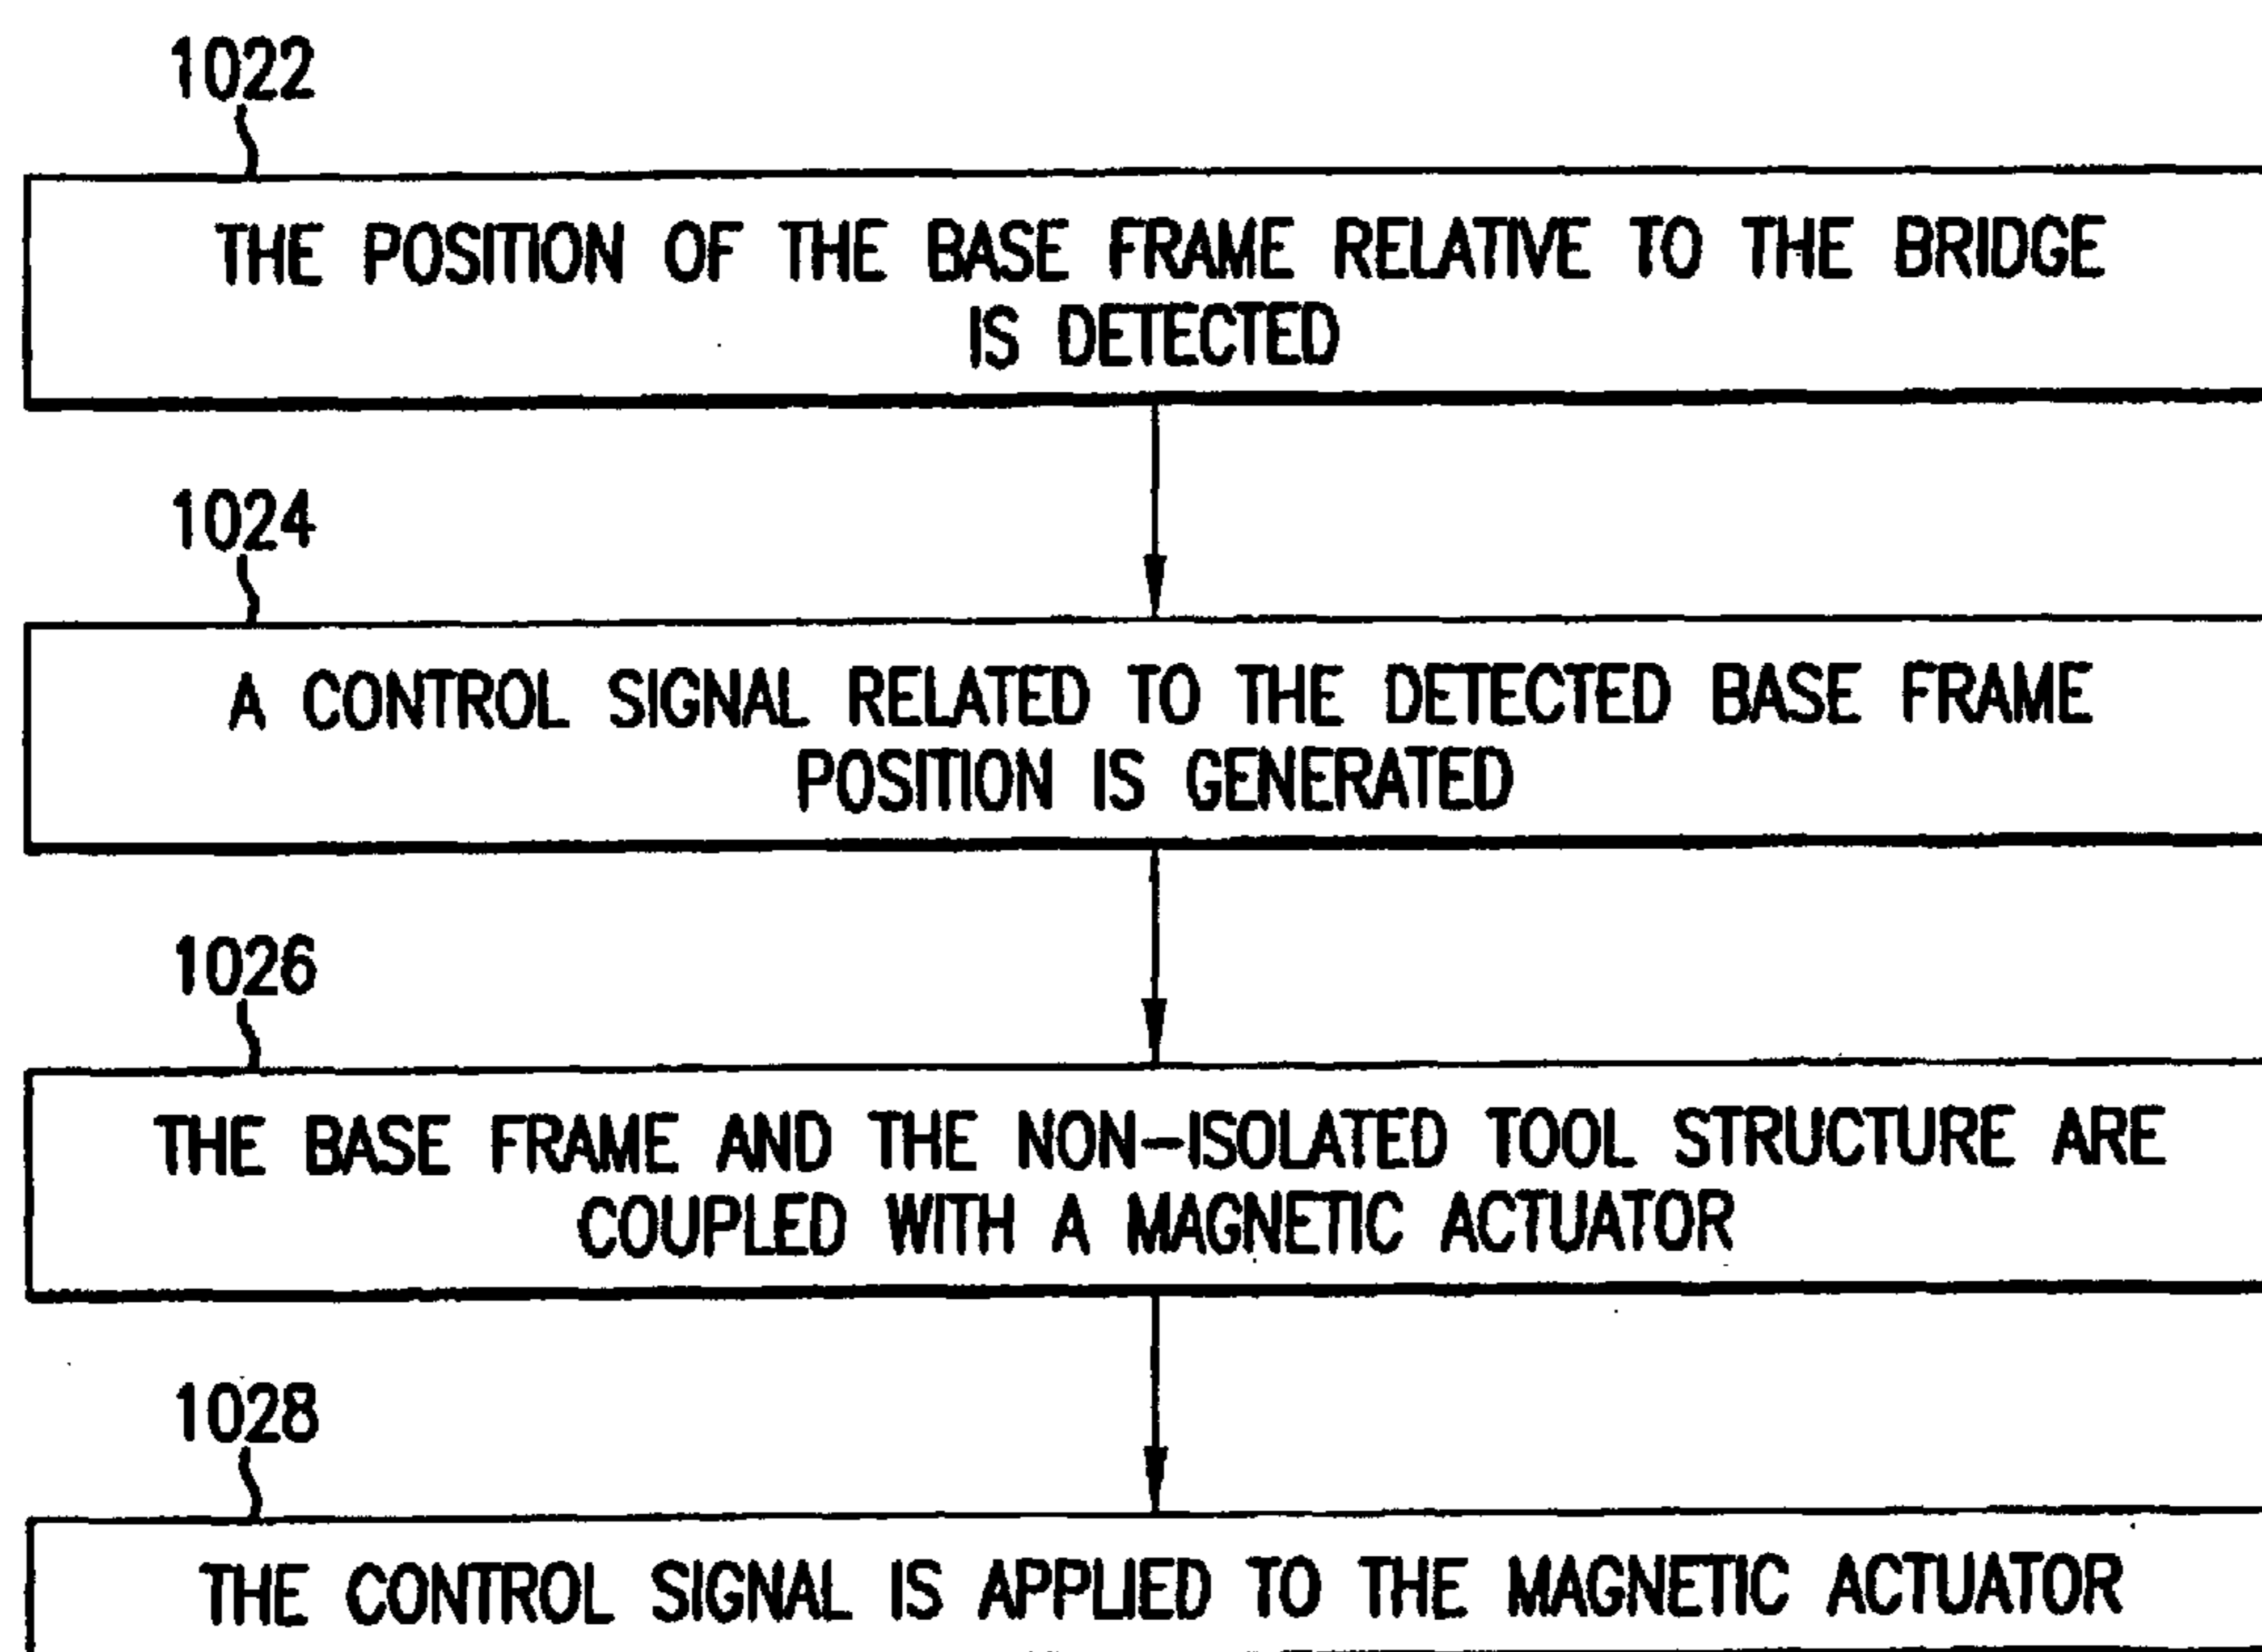 1022
THE POSITION OF THE BASE FRAME RELATIVE TO THE BRIDGE
IS DETECTED
1024
A CONTROL SIGNAL RELATED TO THE DETECTED BASE FRAME
POSITION IS GENERATED
1026
THE BASE FRAME AND THE NON-ISOLATED TOOL STRUCTURE ARE
COUPLED WITH A MAGNETIC ACTUATOR
1028
THE CONTROL SIGNAL IS APPLIED TO THE MAGNETIC ACTUATOR